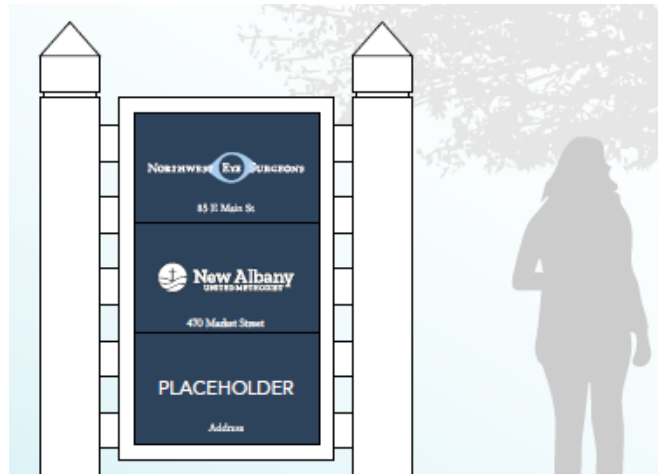 Northwest Eye Surgeons
85 E Main St
New Albany
UNITED METHODIST
470 Market Street
PLACEHOLDER
Address